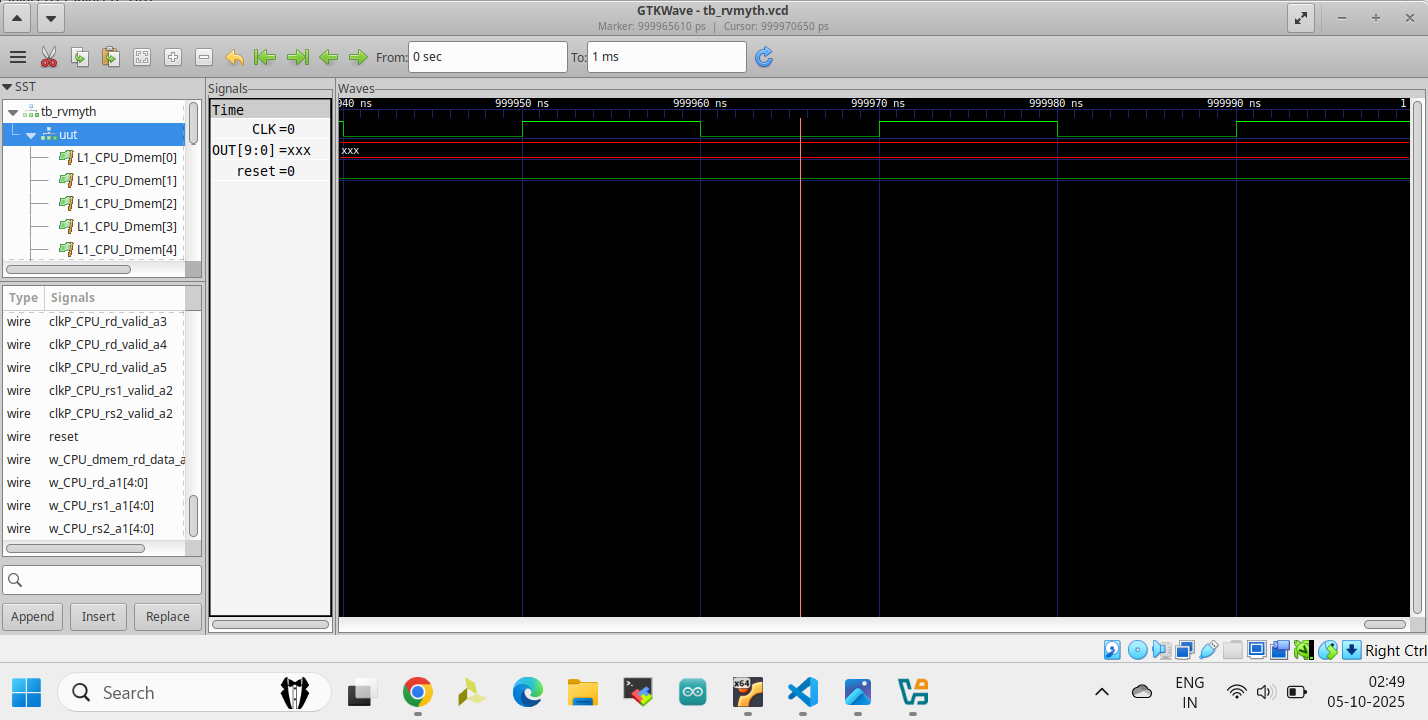 GTKWave - tb_rvmyth.vcd
Marker: 999965610 ps | Cursor: 999970650 ps
From: 0 sec To: 1 ms
SST
tb_rvmyth
uut
L1_CPU_Dmem[0]
L1_CPU_Dmem[1]
L1_CPU_Dmem[2]
L1_CPU_Dmem[3]
L1_CPU_Dmem[4]
Type Signals
wire clkP_CPU_rd_valid_a3
wire clkP_CPU_rd_valid_a4
wire clkP_CPU_rd_valid_a5
wire clkP_CPU_rs1_valid_a2
wire clkP_CPU_rs2_valid_a2
wire reset
wire w_CPU_dmem_rd_data_a
wire w_CPU_rd_a1[4:0]
wire w_CPU_rs1_a1[4:0]
wire w_CPU_rs2_a1[4:0]
Append Insert Replace
Signals
Time
CLK =0
OUT[9:0] =xxx
reset =0
Waves
940 ns 999950 ns 999960 ns 999970 ns 999980 ns 999990 ns 1
xxx
Right Ctrl
Search
x64
ENG
IN
02:49
05-10-2025